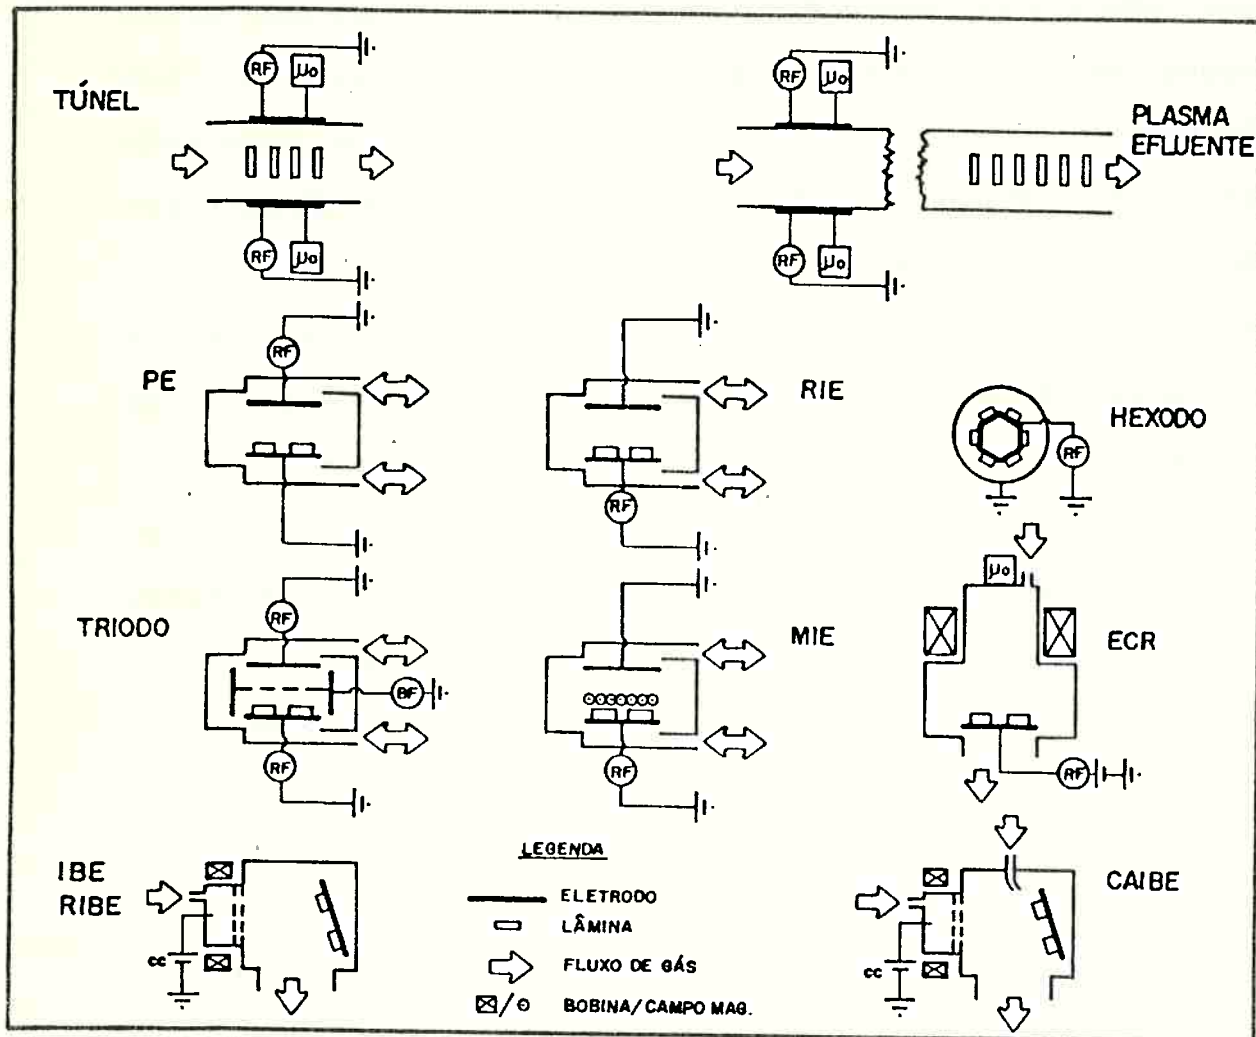 TÚNEL
RF
μo
RF
μo
PLASMA
EFLUENTE
RF
μo
RF
μo
PE
RF
RIE
RF
HEXODO
RF
TRIODO
RF
BF
RF
MIE
RF
ECR
μo
RF
IBE
RIBE
cc
LEGENDA
ELETRODO
LÂMINA
FLUXO DE GÁS
BOBINA/CAMPO MAG.
CAIBE
cc